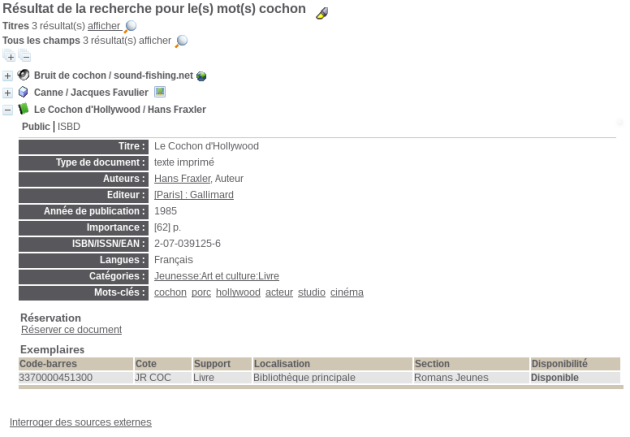 Résultat de la recherche pour le(s) mot(s) cochon
Titres 3 résultat(s) afficher
Tous les champs 3 résultat(s) afficher
Bruit de cochon / sound-fishing.net
Canne / Jacques Favulier
Le Cochon d'Hollywood / Hans Fraxler
Public ISBD
Titre : Le Cochon d'Hollywood
Type de document : texte imprimé
Auteurs : Hans Fraxler, Auteur
Editeur : [Paris] : Gallimard
Année de publication : 1985
Importance : [62] p.
ISBN/ISSN/EAN : 2-07-039125-6
Langues : Français
Catégories : Jeunesse:Art et culture:Livre
Mots-clés : cochon porc hollywood acteur studio cinéma
Réservation
Réserver ce document
Exemplaires
Code-barres Cote Support Localisation Section Disponibilité
3370000451300 JR COC Livre Bibliothèque principale Romans Jeunes Disponible
Interroger des sources externes